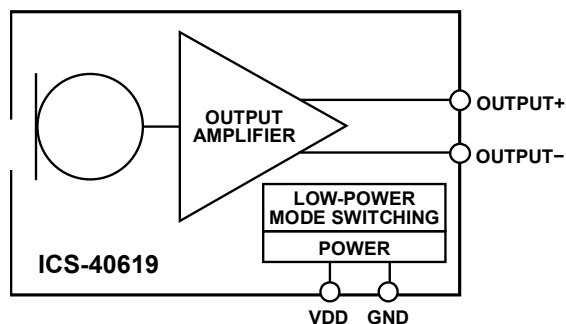 OUTPUT
AMPLIFIER
OUTPUT+
OUTPUT−
LOW-POWER
MODE SWITCHING
POWER
ICS-40619
VDD GND